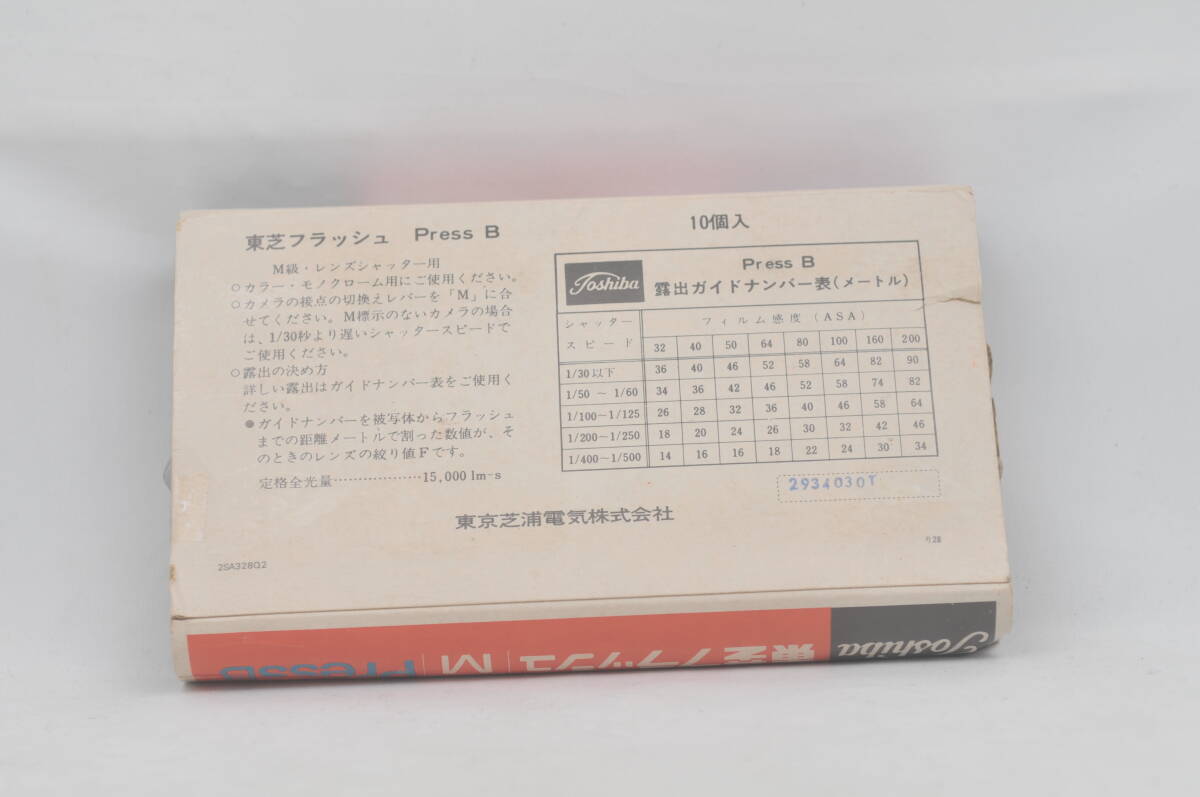 東芝フラッシュ Press B
10個入
M級・レンズシャッター用
○カラー・モノクローム用にご使用ください。
○カメラの接点の切換えレバーを「M」に合
せてください。M標示のないカメラの場合
は、1/30秒より遅いシャッタースピードで
ご使用ください。
○露出の決め方
詳しい露出はガイドナンバー表をご使用く
ださい。
●ガイドナンバーを被写体からフラッシュ
までの距離メートルで割った数値が、そ
のときのレンズの絞り値Fです。
定格全光量………………15,000 lm-s
Toshiba
Press B
露出ガイドナンバー表(メートル)
シャッタースピード フィルム感度(ASA)
32 40 50 64 80 100 160 200
1/30以下 36 40 46 52 58 64 82 90
1/50 ~ 1/60 34 36 42 46 52 58 74 82
1/100~1/125 26 28 32 36 40 46 58 64
1/200~1/250 18 20 24 26 30 32 42 46
1/400~1/500 14 16 16 18 22 24 30 34
2934030T
東京芝浦電気株式会社
2SA328Q2
Toshiba
東芝フラッシュ M PressB